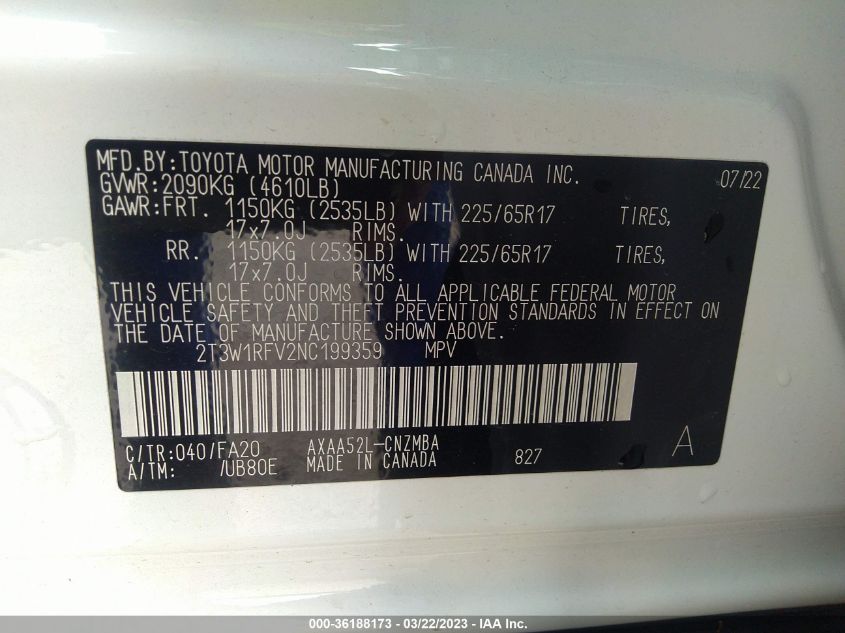 MFD.BY:TOYOTA MOTOR MANUFACTURING CANADA INC. 07/22
GVWR:2090KG (4610LB)
GAWR:FRT. 1150KG (2535LB) WITH 225/65R17 TIRES,
17x7.0J RIMS.
RR. 1150KG (2535LB) WITH 225/65R17 TIRES,
17x7.0J RIMS.
THIS VEHICLE CONFORMS TO ALL APPLICABLE FEDERAL MOTOR
VEHICLE SAFETY AND THEFT PREVENTION STANDARDS IN EFFECT ON
THE DATE OF MANUFACTURE SHOWN ABOVE.
2T3W1RFV2NC199359 MPV
C/TR:040/FA20 AXAA52L-CNZMBA 827 A
A/TM: /UB80E MADE IN CANADA
000-36188173 - 03/22/2023 - IAA Inc.